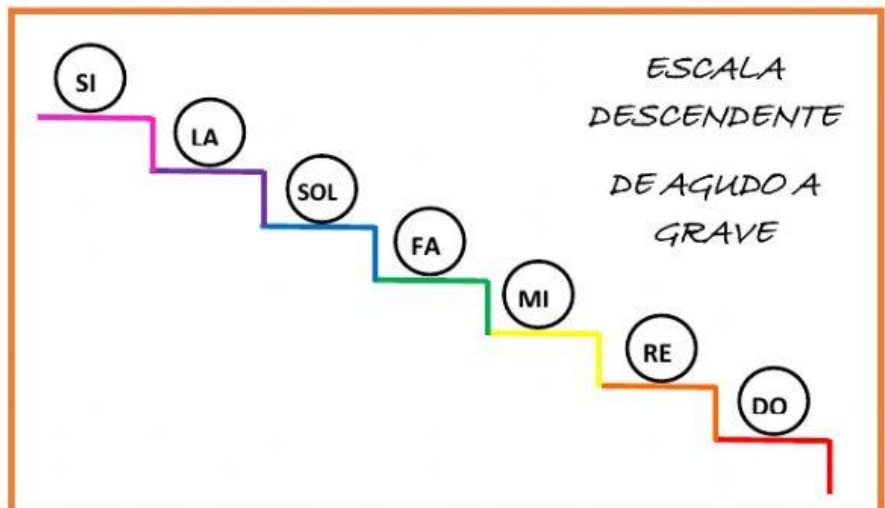 SI
LA
SOL
FA
MI
RE
DO
ESCALA
DESCENDENTE
DE AGUDO A
GRAVE